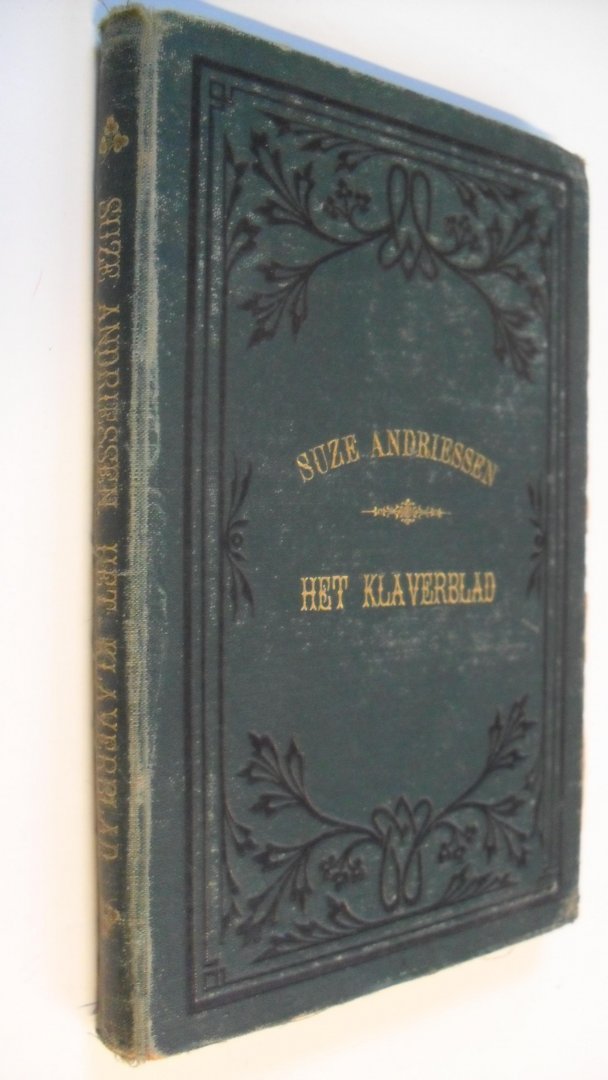 SUZE ANDRIESSEN HET KLAVERBLAD
SUZE ANDRIESSEN
HET KLAVERBLAD